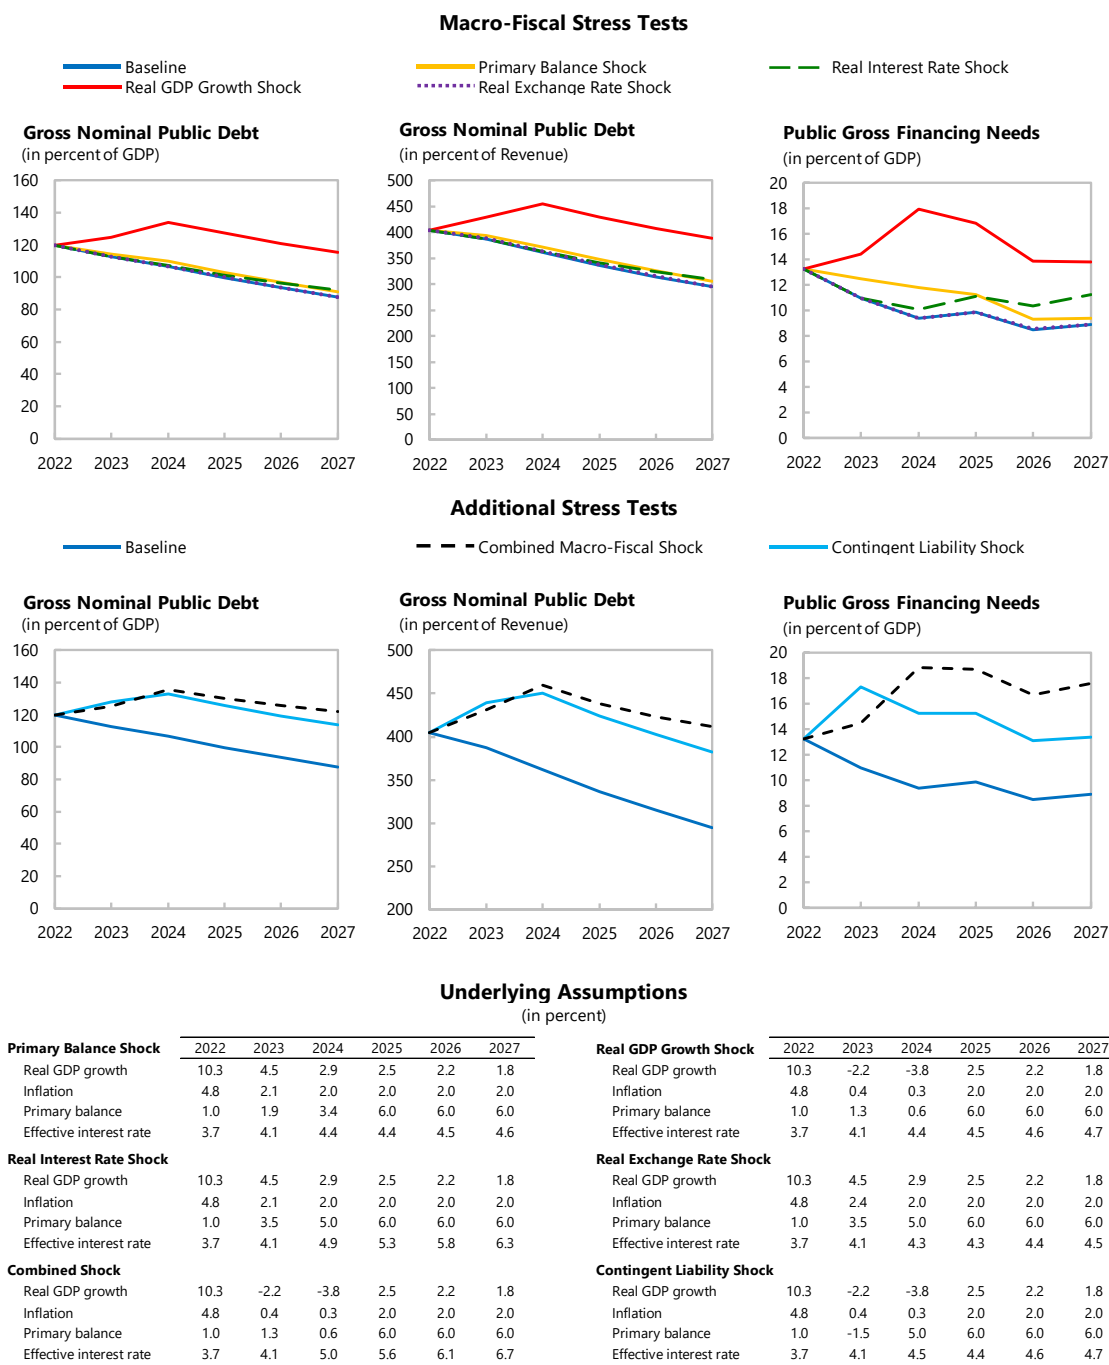 Macro-Fiscal Stress Tests
Baseline Primary Balance Shock Real Interest Rate Shock
Real GDP Growth Shock Real Exchange Rate Shock
Gross Nominal Public Debt
(in percent of GDP)
160
140
120
100
80
60
40
20
0
2022 2023 2024 2025 2026 2027
Gross Nominal Public Debt
(in percent of Revenue)
500
450
400
350
300
250
200
150
100
50
0
2022 2023 2024 2025 2026 2027
Public Gross Financing Needs
(in percent of GDP)
20
18
16
14
12
10
8
6
4
2
0
2022 2023 2024 2025 2026 2027
Additional Stress Tests
Baseline Combined Macro-Fiscal Shock Contingent Liability Shock
Gross Nominal Public Debt
(in percent of GDP)
160
140
120
100
80
60
40
20
0
2022 2023 2024 2025 2026 2027
Gross Nominal Public Debt
(in percent of Revenue)
500
450
400
350
300
250
200
2022 2023 2024 2025 2026 2027
Public Gross Financing Needs
(in percent of GDP)
20
18
16
14
12
10
8
6
4
2
0
2022 2023 2024 2025 2026 2027
Underlying Assumptions
(in percent)
Primary Balance Shock 2022 2023 2024 2025 2026 2027
Real GDP growth 10.3 4.5 2.9 2.5 2.2 1.8
Inflation 4.8 2.1 2.0 2.0 2.0 2.0
Primary balance 1.0 1.9 3.4 6.0 6.0 6.0
Effective interest rate 3.7 4.1 4.4 4.4 4.5 4.6
Real Interest Rate Shock
Real GDP growth 10.3 4.5 2.9 2.5 2.2 1.8
Inflation 4.8 2.1 2.0 2.0 2.0 2.0
Primary balance 1.0 3.5 5.0 6.0 6.0 6.0
Effective interest rate 3.7 4.1 4.9 5.3 5.8 6.3
Combined Shock
Real GDP growth 10.3 -2.2 -3.8 2.5 2.2 1.8
Inflation 4.8 0.4 0.3 2.0 2.0 2.0
Primary balance 1.0 1.3 0.6 6.0 6.0 6.0
Effective interest rate 3.7 4.1 5.0 5.6 6.1 6.7
Real GDP Growth Shock 2022 2023 2024 2025 2026 2027
Real GDP growth 10.3 -2.2 -3.8 2.5 2.2 1.8
Inflation 4.8 0.4 0.3 2.0 2.0 2.0
Primary balance 1.0 1.3 0.6 6.0 6.0 6.0
Effective interest rate 3.7 4.1 4.4 4.5 4.6 4.7
Real Exchange Rate Shock
Real GDP growth 10.3 4.5 2.9 2.5 2.2 1.8
Inflation 4.8 2.4 2.0 2.0 2.0 2.0
Primary balance 1.0 3.5 5.0 6.0 6.0 6.0
Effective interest rate 3.7 4.1 4.3 4.3 4.4 4.5
Contingent Liability Shock
Real GDP growth 10.3 -2.2 -3.8 2.5 2.2 1.8
Inflation 4.8 0.4 0.3 2.0 2.0 2.0
Primary balance 1.0 -1.5 5.0 6.0 6.0 6.0
Effective interest rate 3.7 4.1 4.5 4.4 4.6 4.7